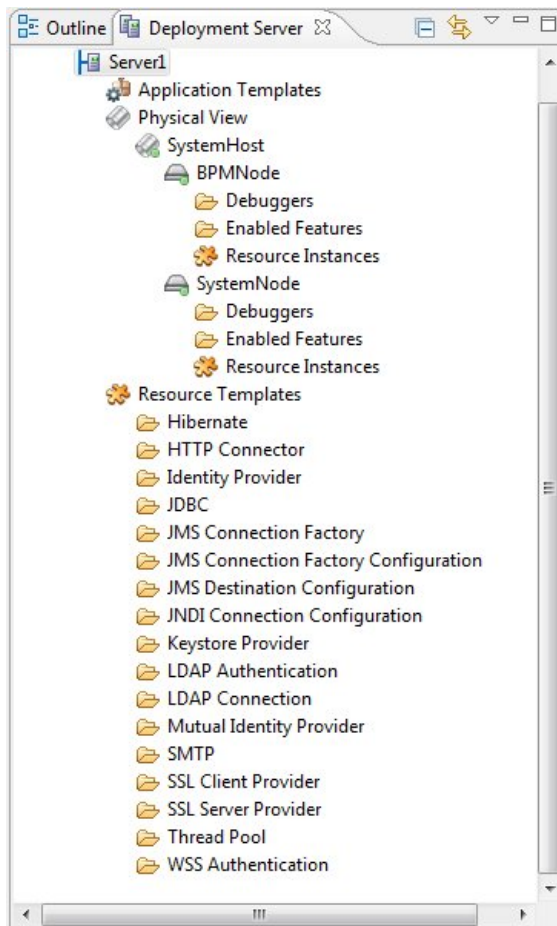 Outline Deployment Server
Server1
Application Templates
Physical View
SystemHost
BPMNode
Debuggers
Enabled Features
Resource Instances
SystemNode
Debuggers
Enabled Features
Resource Instances
Resource Templates
Hibernate
HTTP Connector
Identity Provider
JDBC
JMS Connection Factory
JMS Connection Factory Configuration
JMS Destination Configuration
JNDI Connection Configuration
Keystore Provider
LDAP Authentication
LDAP Connection
Mutual Identity Provider
SMTP
SSL Client Provider
SSL Server Provider
Thread Pool
WSS Authentication